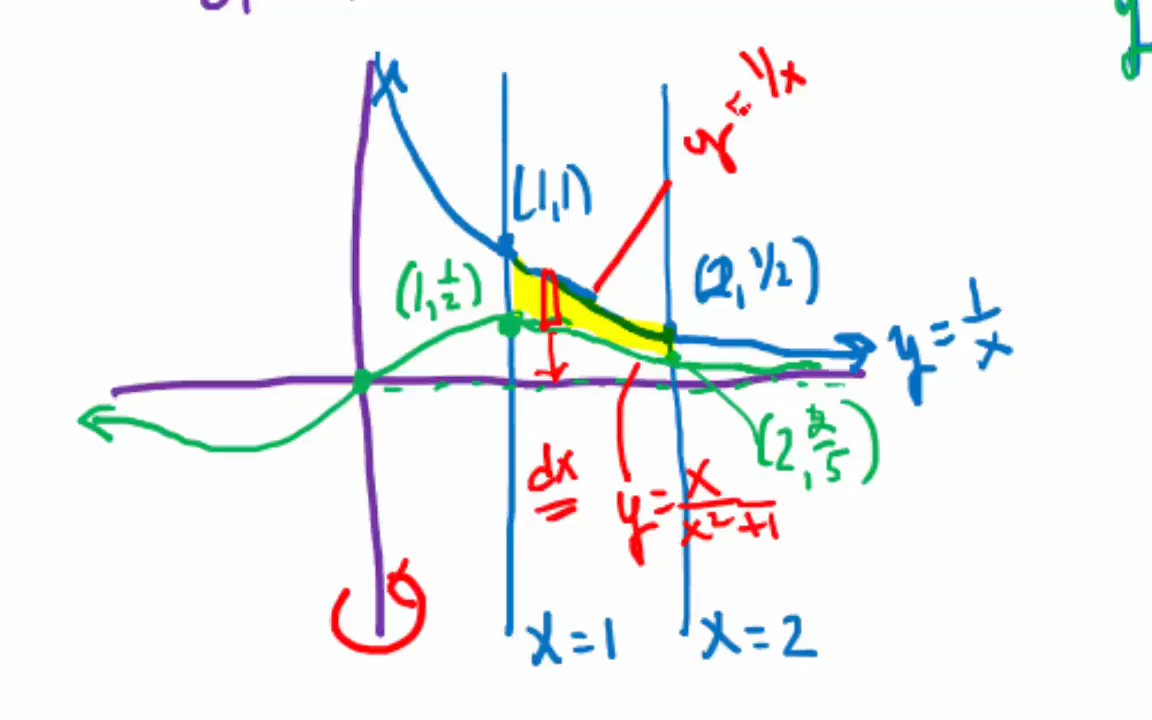 y = 1/x
(1,1)
(1,1/2)
(2,1/2)
y = 1/x
(2,2/5)
dx
y = x/(x²+1)
x=1
x=2
y